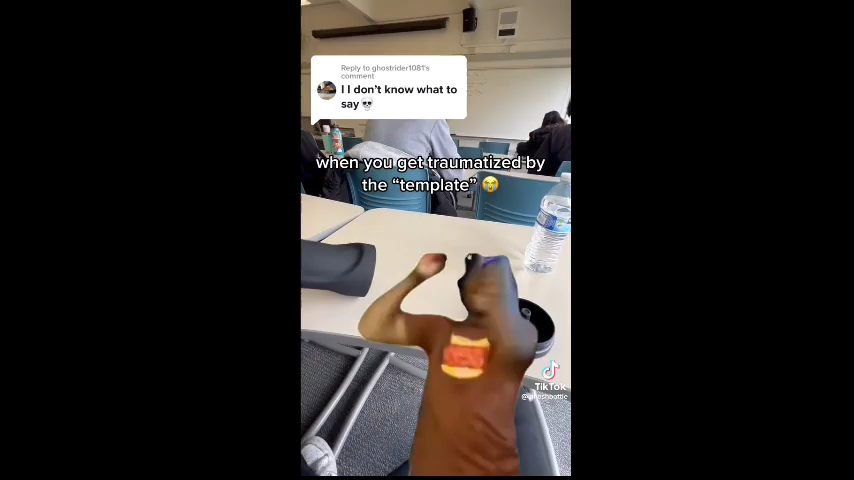 Reply to ghostrider1081's
comment
I I don't know what to
say💀
when you get traumatized by
the “template” 😭
TikTok